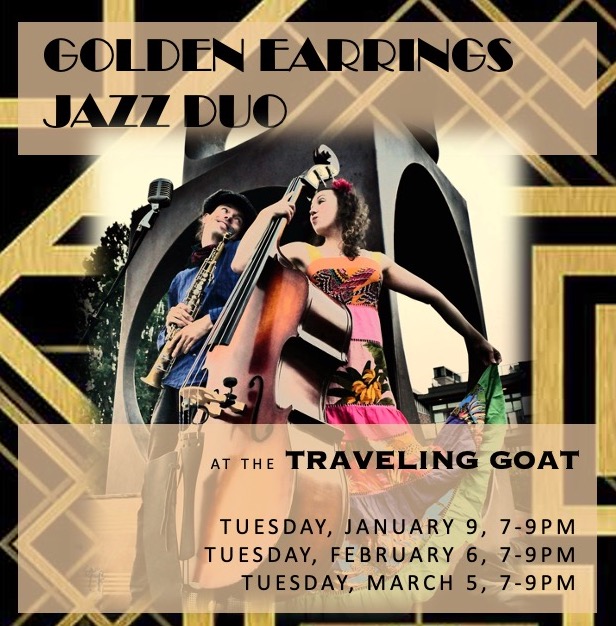 GOLDEN EARRINGS
JAZZ DUO
AT THE TRAVELING GOAT
TUESDAY, JANUARY 9, 7-9PM
TUESDAY, FEBRUARY 6, 7-9PM
TUESDAY, MARCH 5, 7-9PM